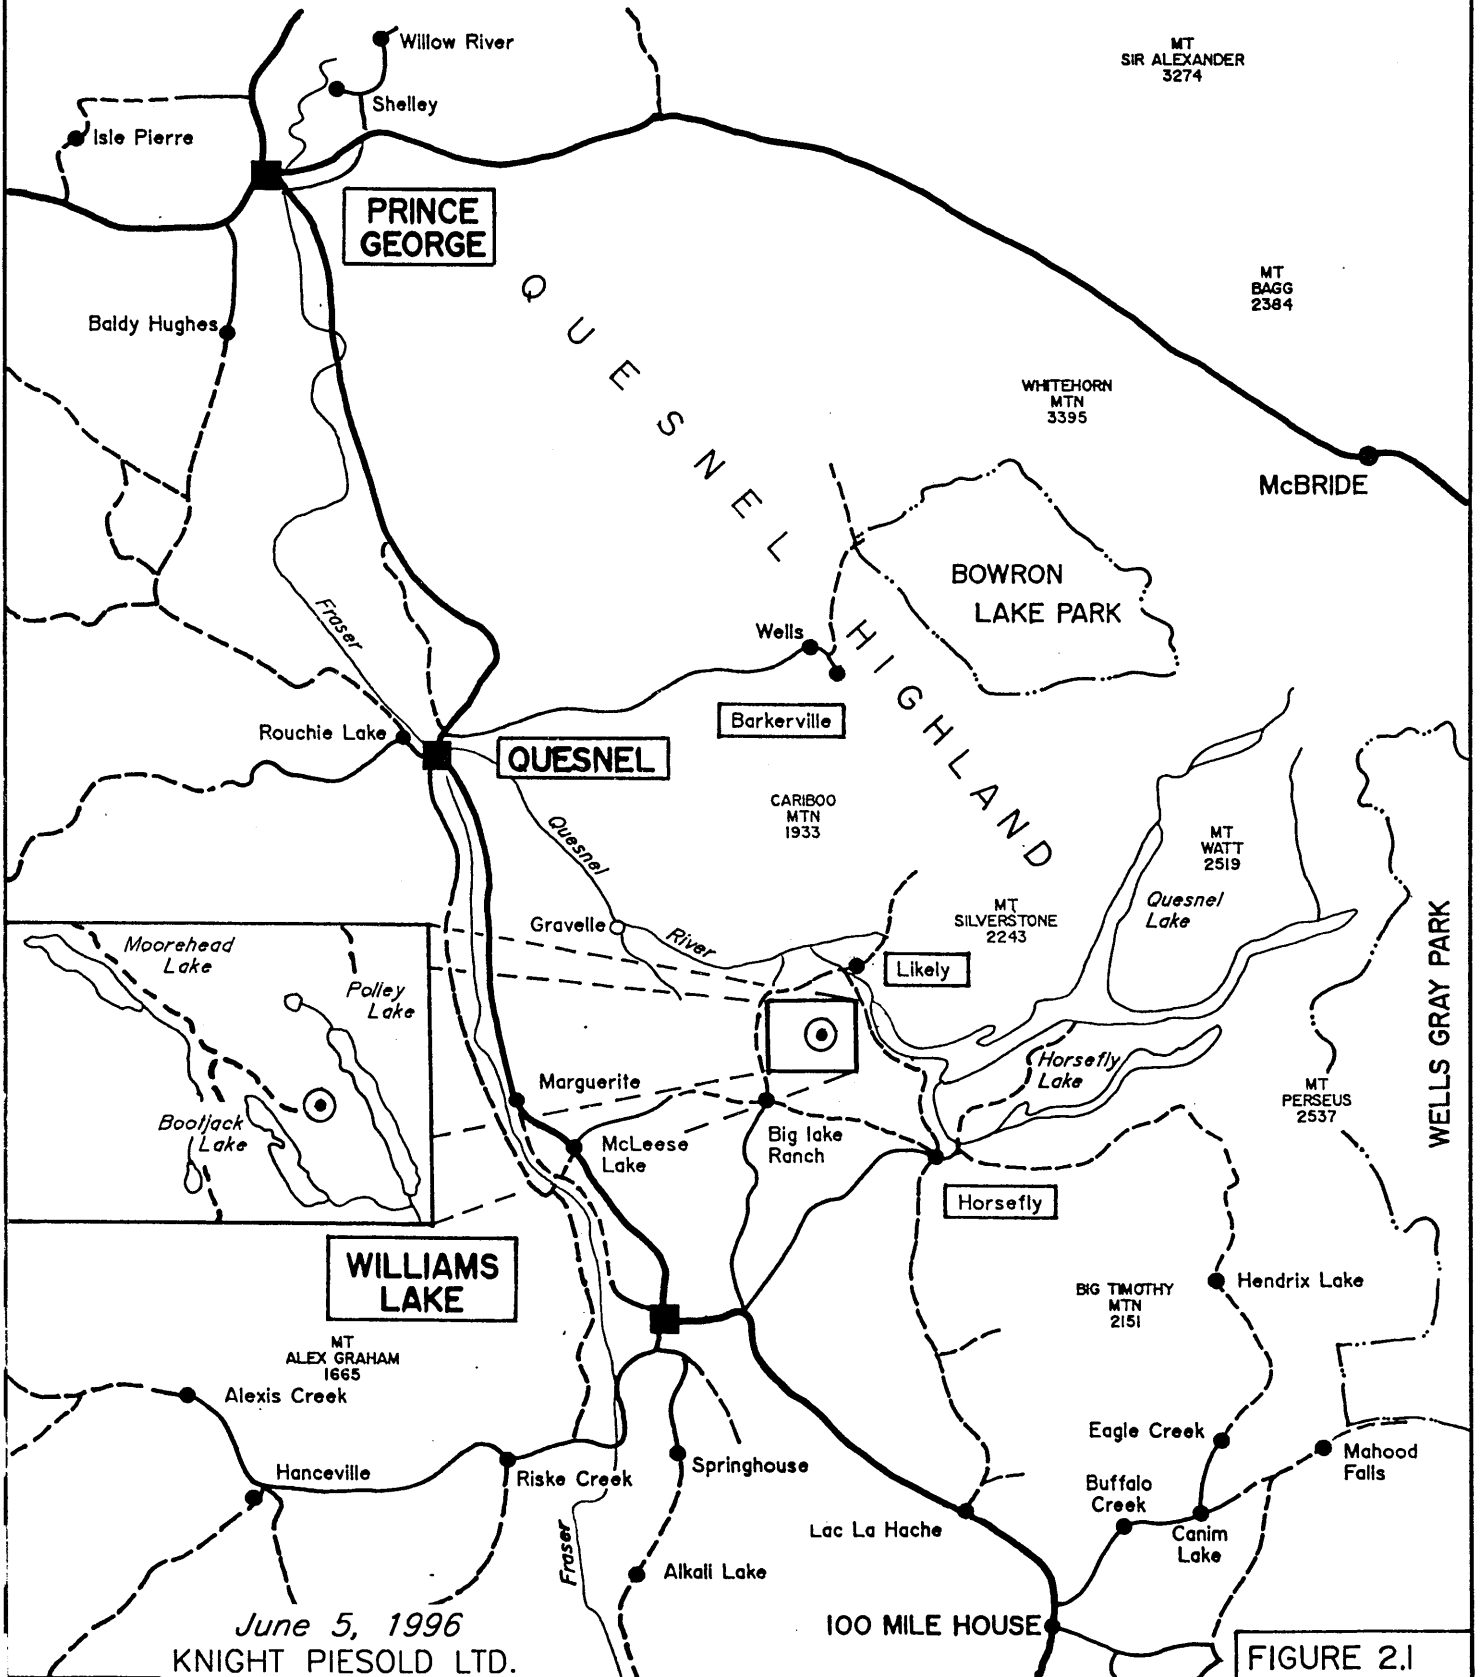 Willow River
Shelley
Isle Pierre
MT
SIR ALEXANDER
3274
PRINCE
GEORGE
MT
BAGG
2384
Baldy Hughes
WHITEHORN
MTN
3395
QUESNEL
HIGHLAND
McBRIDE
BOWRON
LAKE PARK
Fraser
Wells
Barkerville
Rouchie Lake
QUESNEL
CARIBOO
MTN
1933
MT
WATT
2519
Quesnel
River
Gravelle
MT
SILVERSTONE
2243
Quesnel
Lake
Likely
WELLS GRAY PARK
Moorehead
Lake
Polley
Lake
Bootjack
Lake
Horsefly
Lake
Marguerite
McLeese
Lake
Big lake
Ranch
MT
PERSEUS
2537
Horsefly
WILLIAMS
LAKE
BIG TIMOTHY
MTN
2151
Hendrix Lake
MT
ALEX GRAHAM
1665
Alexis Creek
Hanceville
Riske Creek
Springhouse
Eagle Creek
Mahood
Falls
Buffalo
Creek
Canim
Lake
Lac La Hache
Fraser
Alkali Lake
100 MILE HOUSE
June 5, 1996
KNIGHT PIESOLD LTD.
FIGURE 2.1